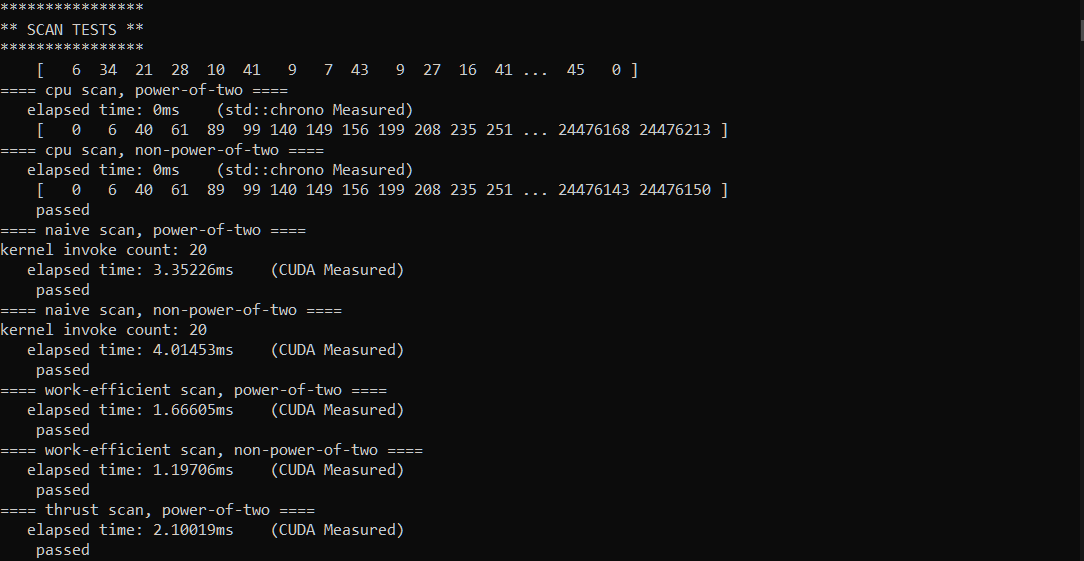 ****************
** SCAN TESTS **
****************
    [   6  34  21  28  10  41   9   7  43   9  27  16  41 ...  45   0 ]
==== cpu scan, power-of-two ====
   elapsed time: 0ms    (std::chrono Measured)
    [   0   6  40  61  89  99 140 149 156 199 208 235 251 ... 24476168 24476213 ]
==== cpu scan, non-power-of-two ====
   elapsed time: 0ms    (std::chrono Measured)
    [   0   6  40  61  89  99 140 149 156 199 208 235 251 ... 24476143 24476150 ]
    passed
==== naive scan, power-of-two ====
kernel invoke count: 20
   elapsed time: 3.35226ms    (CUDA Measured)
    passed
==== naive scan, non-power-of-two ====
kernel invoke count: 20
   elapsed time: 4.01453ms    (CUDA Measured)
    passed
==== work-efficient scan, power-of-two ====
   elapsed time: 1.66605ms    (CUDA Measured)
    passed
==== work-efficient scan, non-power-of-two ====
   elapsed time: 1.19706ms    (CUDA Measured)
    passed
==== thrust scan, power-of-two ====
   elapsed time: 2.10019ms    (CUDA Measured)
    passed